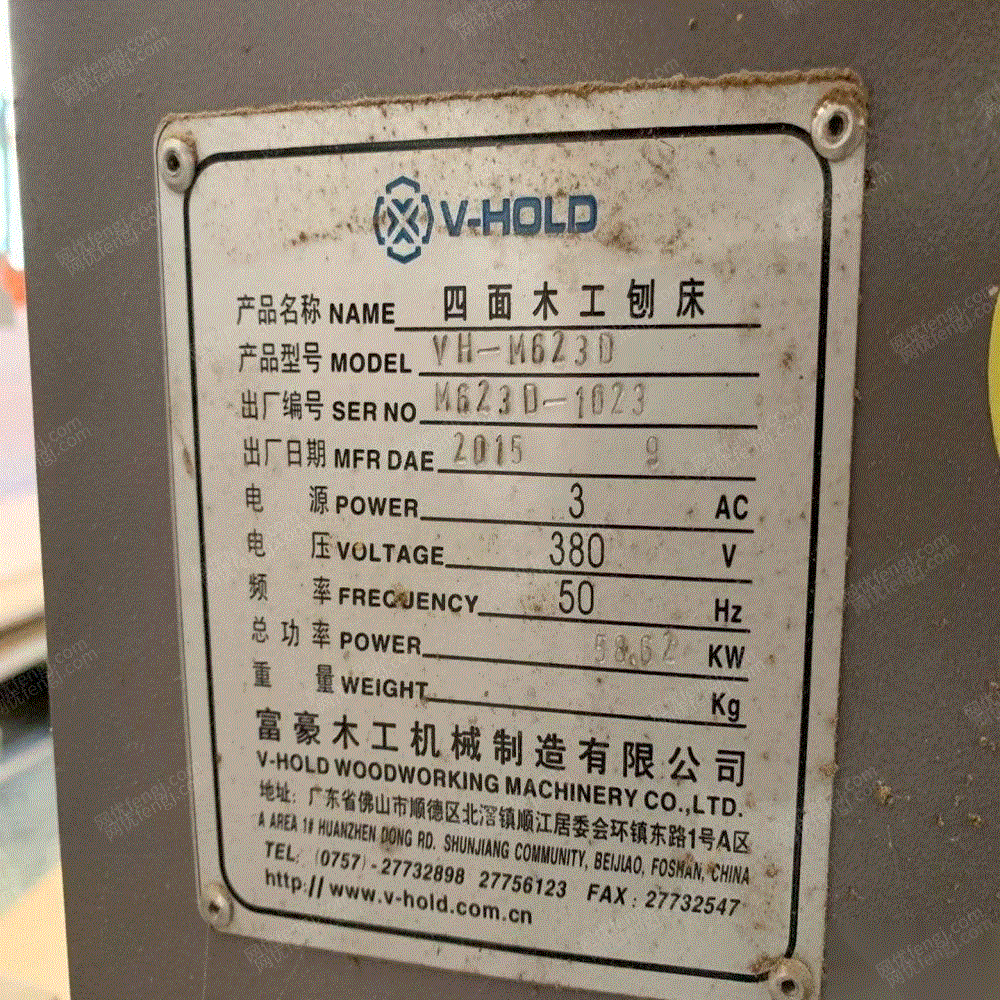 V-HOLD
产品名称 NAME 四面木工刨床
产品型号 MODEL VH-M623D
出厂编号 SER NO M623D-1023
出厂日期 MFR DAE 2015 9
电源 POWER 3 AC
电压 VOLTAGE 380 V
频率 FREQUENCY 50 Hz
总功率 POWER 58.62 KW
重量 WEIGHT Kg
富豪木工机械制造有限公司
V-HOLD WOODWORKING MACHINERY CO.,LTD.
地址: 广东省佛山市顺德区北滘镇顺江居委会环镇东路1号A区
A AREA 1# HUANZHEN DONG RD. SHUNJIANG COMMUNITY, BEIJIAO, FOSHAN, CHINA
TEL: (0757)-27732898 27756123 FAX: 27732547
http://www.v-hold.com.cn